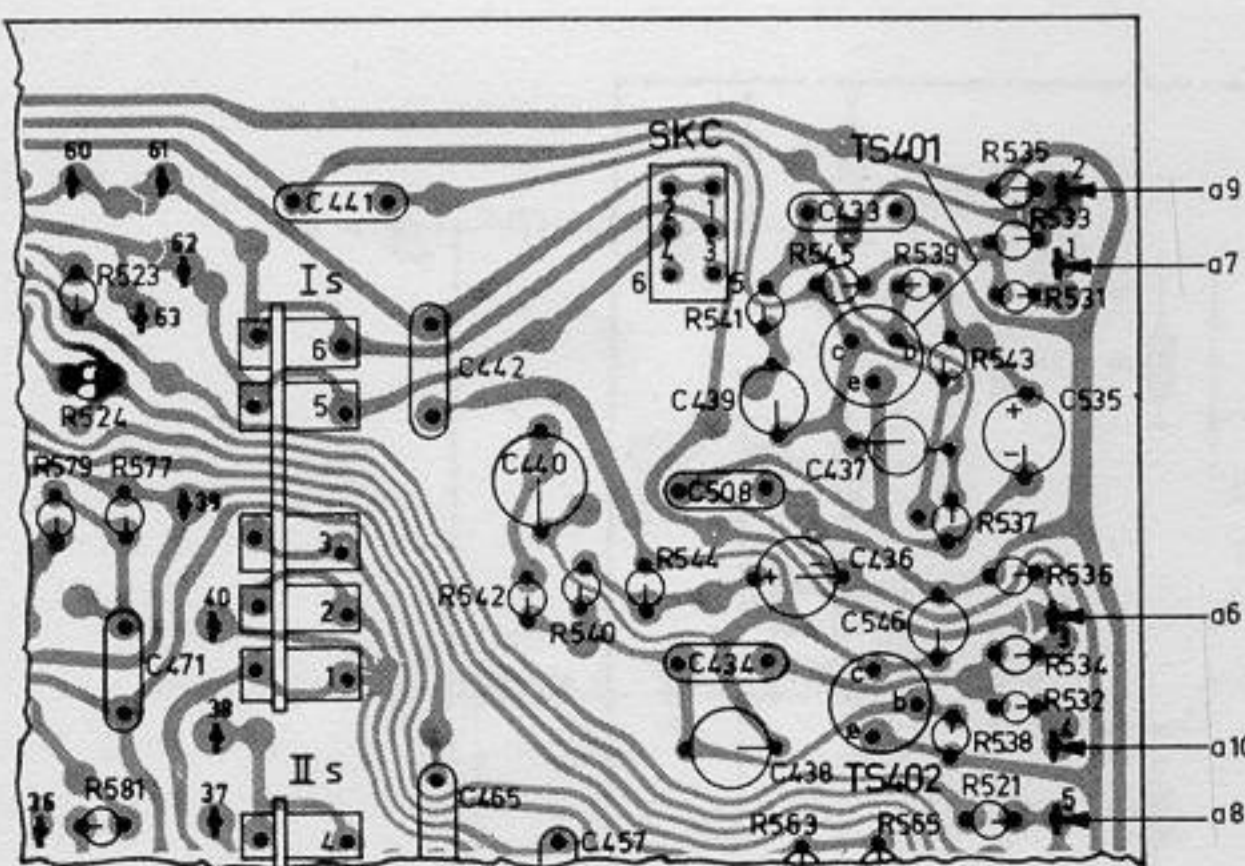 SKC
TS401
R535
2
a9
60
61
C441
2 1
C433
R533
4 3
1
a7
62
R545
R539
R523
Is
6 5
R531
63
R541
6
c b
R543
C442
e
5
C439
+
C535
R524
-
R579
R577
C440
C437
39
C508
R537
3
R544
-
+
C436
R536
40
R542
2
C546
a6
R540
3
C471
1
C434
c
R534
b
R532
38
e
4
a10
IIs
C438
R538
TS402
C465
R521
36
R581
37
5
a8
4
C457
R563
R565